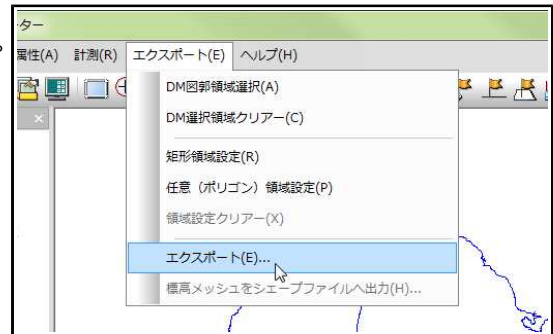 ーター
属性(A) 計測(R) エクスポート(E) ヘルプ(H)
DM図郭領域選択(A)
DM選択領域クリアー(C)
矩形領域設定(R)
任意（ポリゴン）領域設定(P)
領域設定クリアー(X)
エクスポート(E)...
標高メッシュをシェープファイルへ出力(H)...